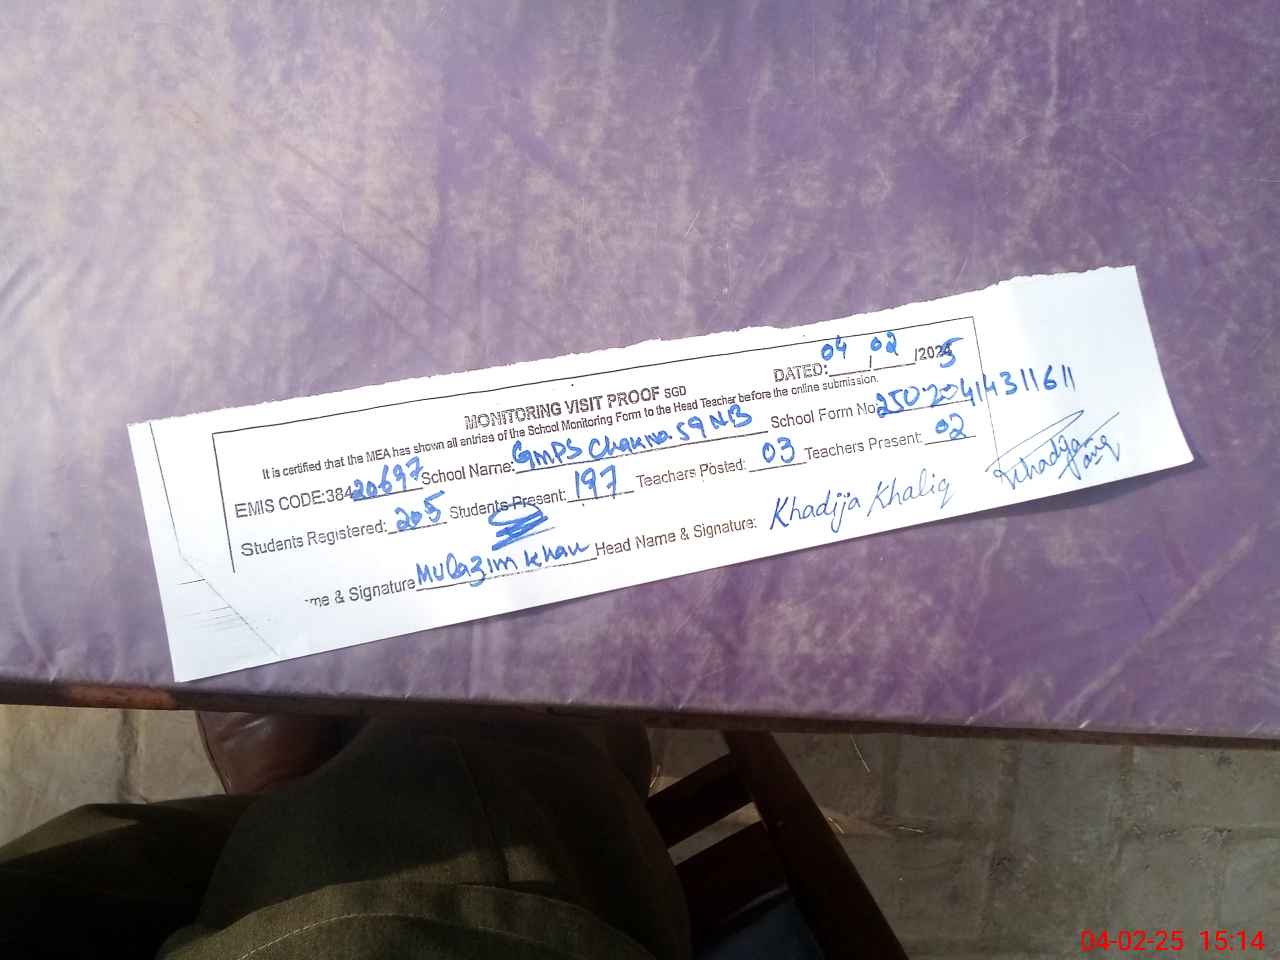 MONITORING VISIT PROOF SGD
DATED: 04/02/2025
It is certified that the MEA has shown all entries of the School Monitoring Form to the Head Teacher before the online submission.
EMIS CODE:38420697 School Name: GMPS Chak No. 59 NB School Form No: 25020414311611
Students Registered: 205 Students Present: 197 Teachers Posted: 03 Teachers Present: 02
me & Signature Mulazim Khan Head Name & Signature: Khadija Khaliq
04-02-25 15:14